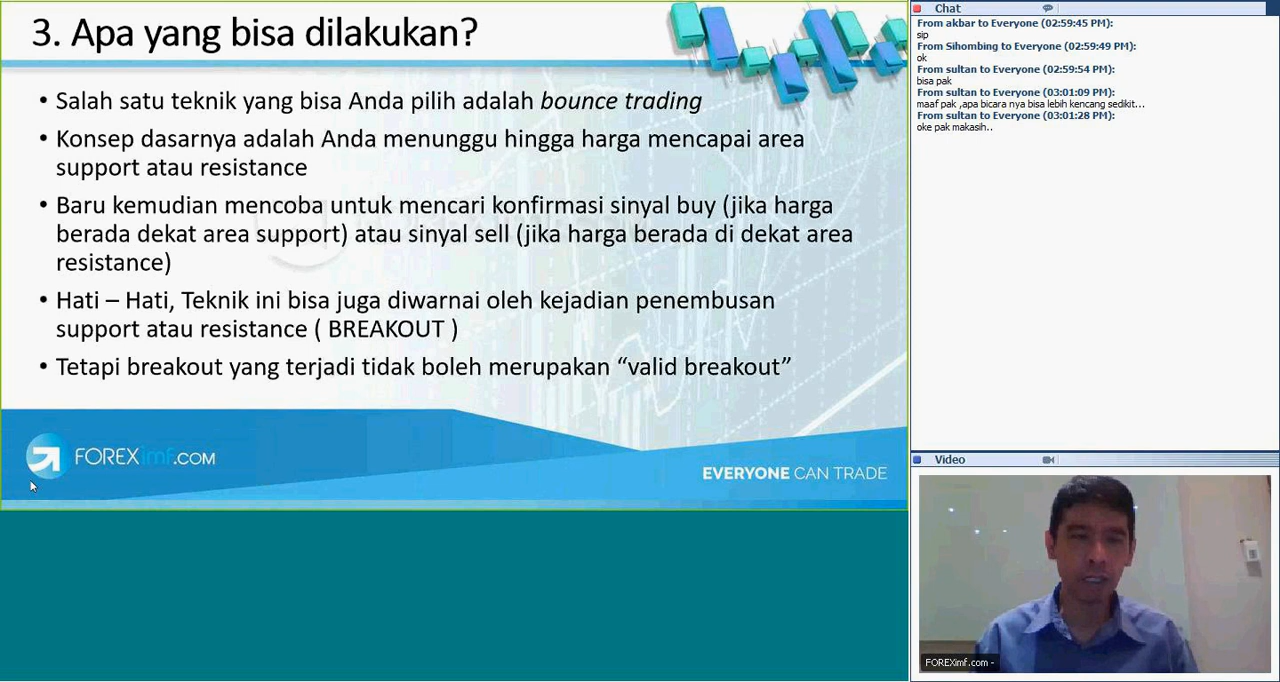 3. Apa yang bisa dilakukan?
• Salah satu teknik yang bisa Anda pilih adalah bounce trading
• Konsep dasarnya adalah Anda menunggu hingga harga mencapai area
support atau resistance
• Baru kemudian mencoba untuk mencari konfirmasi sinyal buy (jika harga
berada dekat area support) atau sinyal sell (jika harga berada di dekat area
resistance)
• Hati – Hati, Teknik ini bisa juga diwarnai oleh kejadian penembusan
support atau resistance ( BREAKOUT )
• Tetapi breakout yang terjadi tidak boleh merupakan “valid breakout”
FOREXimf.COM
EVERYONE CAN TRADE
Chat
From akbar to Everyone (02:59:45 PM):
sip
From Sihombing to Everyone (02:59:49 PM):
ok
From sultan to Everyone (02:59:54 PM):
bisa pak
From sultan to Everyone (03:01:09 PM):
maaf pak ,apa bicara nya bisa lebih kencang sedikit...
From sultan to Everyone (03:01:28 PM):
oke pak makasih..
Video
FOREXimf.com -